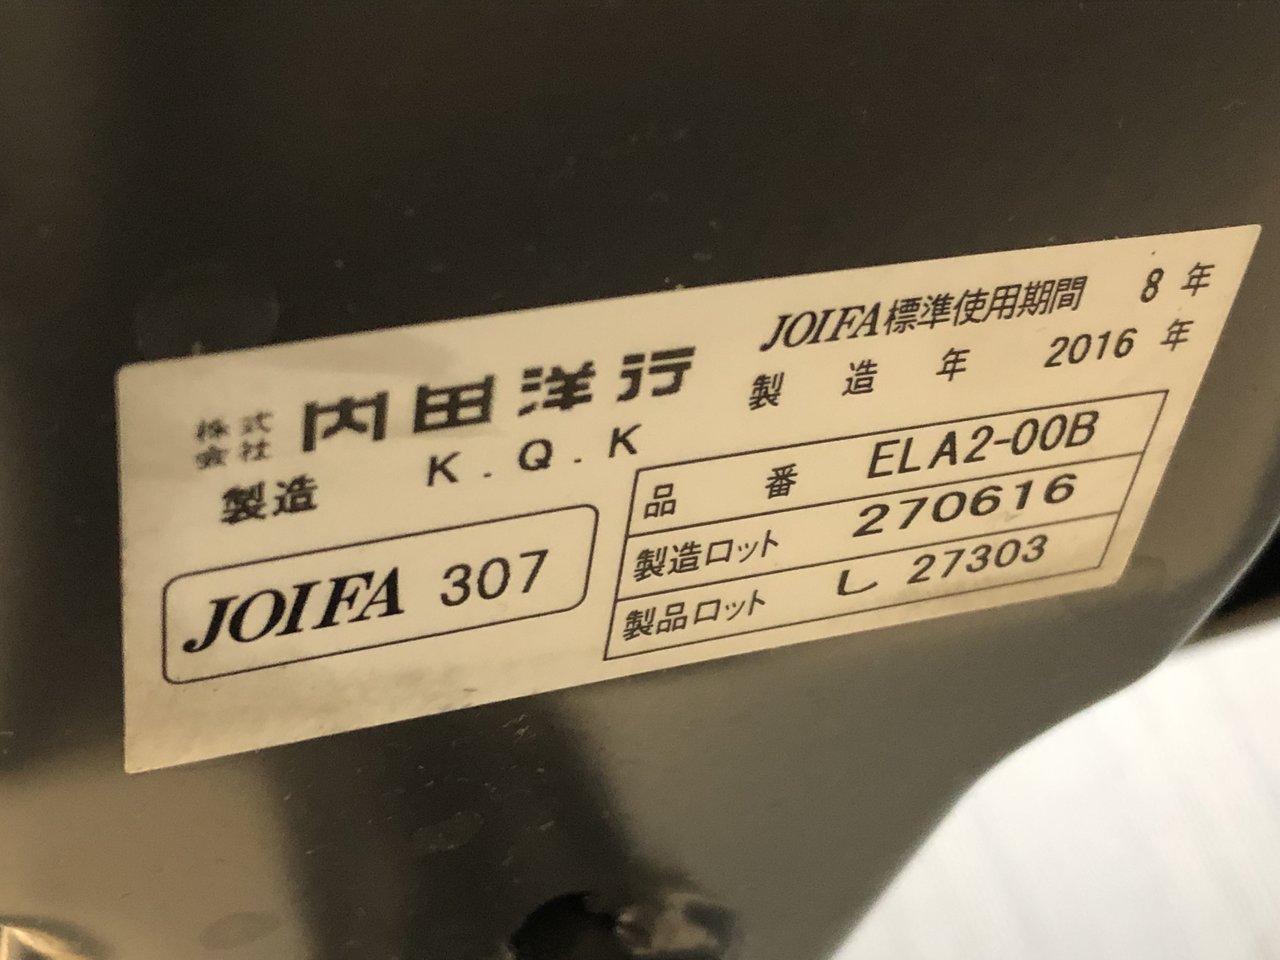 株式会社 内田洋行
製造 K.Q.K
JOIFA 307
JOIFA標準使用期間 8年
製造年 2016年
品番 ELA2-00B
製造ロット 270616
製品ロット し 27303